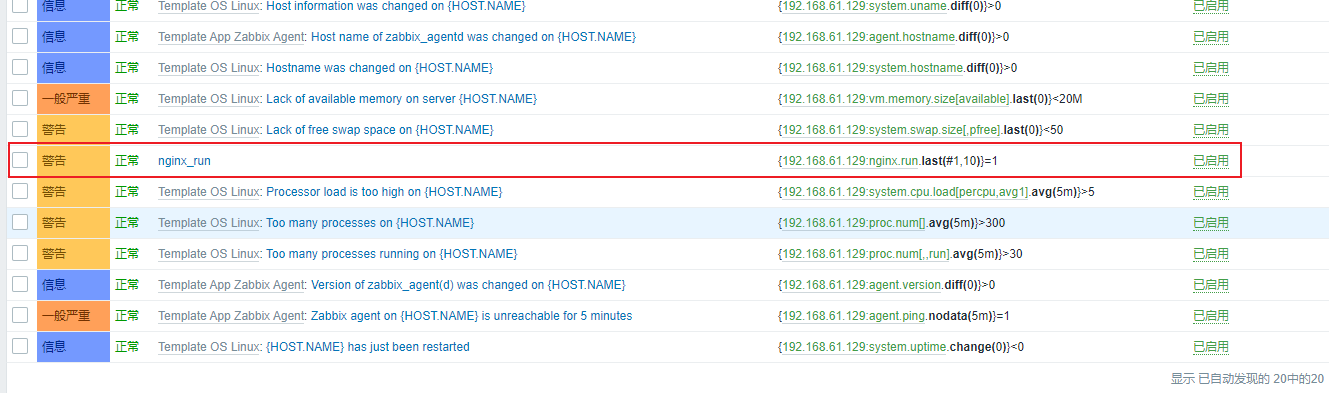 信息 Template OS Linux: Host information was changed on {HOST.NAME} {192.168.61.129:system.uname.diff(0)}>0 已启用
信息 正常 Template App Zabbix Agent: Host name of zabbix_agentd was changed on {HOST.NAME} {192.168.61.129:agent.hostname.diff(0)}>0 已启用
信息 正常 Template OS Linux: Hostname was changed on {HOST.NAME} {192.168.61.129:system.hostname.diff(0)}>0 已启用
一般严重 正常 Template OS Linux: Lack of available memory on server {HOST.NAME} {192.168.61.129:vm.memory.size[available].last(0)}<20M 已启用
警告 正常 Template OS Linux: Lack of free swap space on {HOST.NAME} {192.168.61.129:system.swap.size[,pfree].last(0)}<50 已启用
警告 正常 nginx_run {192.168.61.129:nginx.run.last(#1,10)}=1 已启用
警告 正常 Template OS Linux: Processor load is too high on {HOST.NAME} {192.168.61.129:system.cpu.load[percpu,avg1].avg(5m)}>5 已启用
警告 正常 Template OS Linux: Too many processes on {HOST.NAME} {192.168.61.129:proc.num[].avg(5m)}>300 已启用
警告 正常 Template OS Linux: Too many processes running on {HOST.NAME} {192.168.61.129:proc.num[,,run].avg(5m)}>30 已启用
信息 正常 Template App Zabbix Agent: Version of zabbix_agent(d) was changed on {HOST.NAME} {192.168.61.129:agent.version.diff(0)}>0 已启用
一般严重 正常 Template App Zabbix Agent: Zabbix agent on {HOST.NAME} is unreachable for 5 minutes {192.168.61.129:agent.ping.nodata(5m)}=1 已启用
信息 正常 Template OS Linux: {HOST.NAME} has just been restarted {192.168.61.129:system.uptime.change(0)}<0 已启用
显示 已自动发现的 20中的20